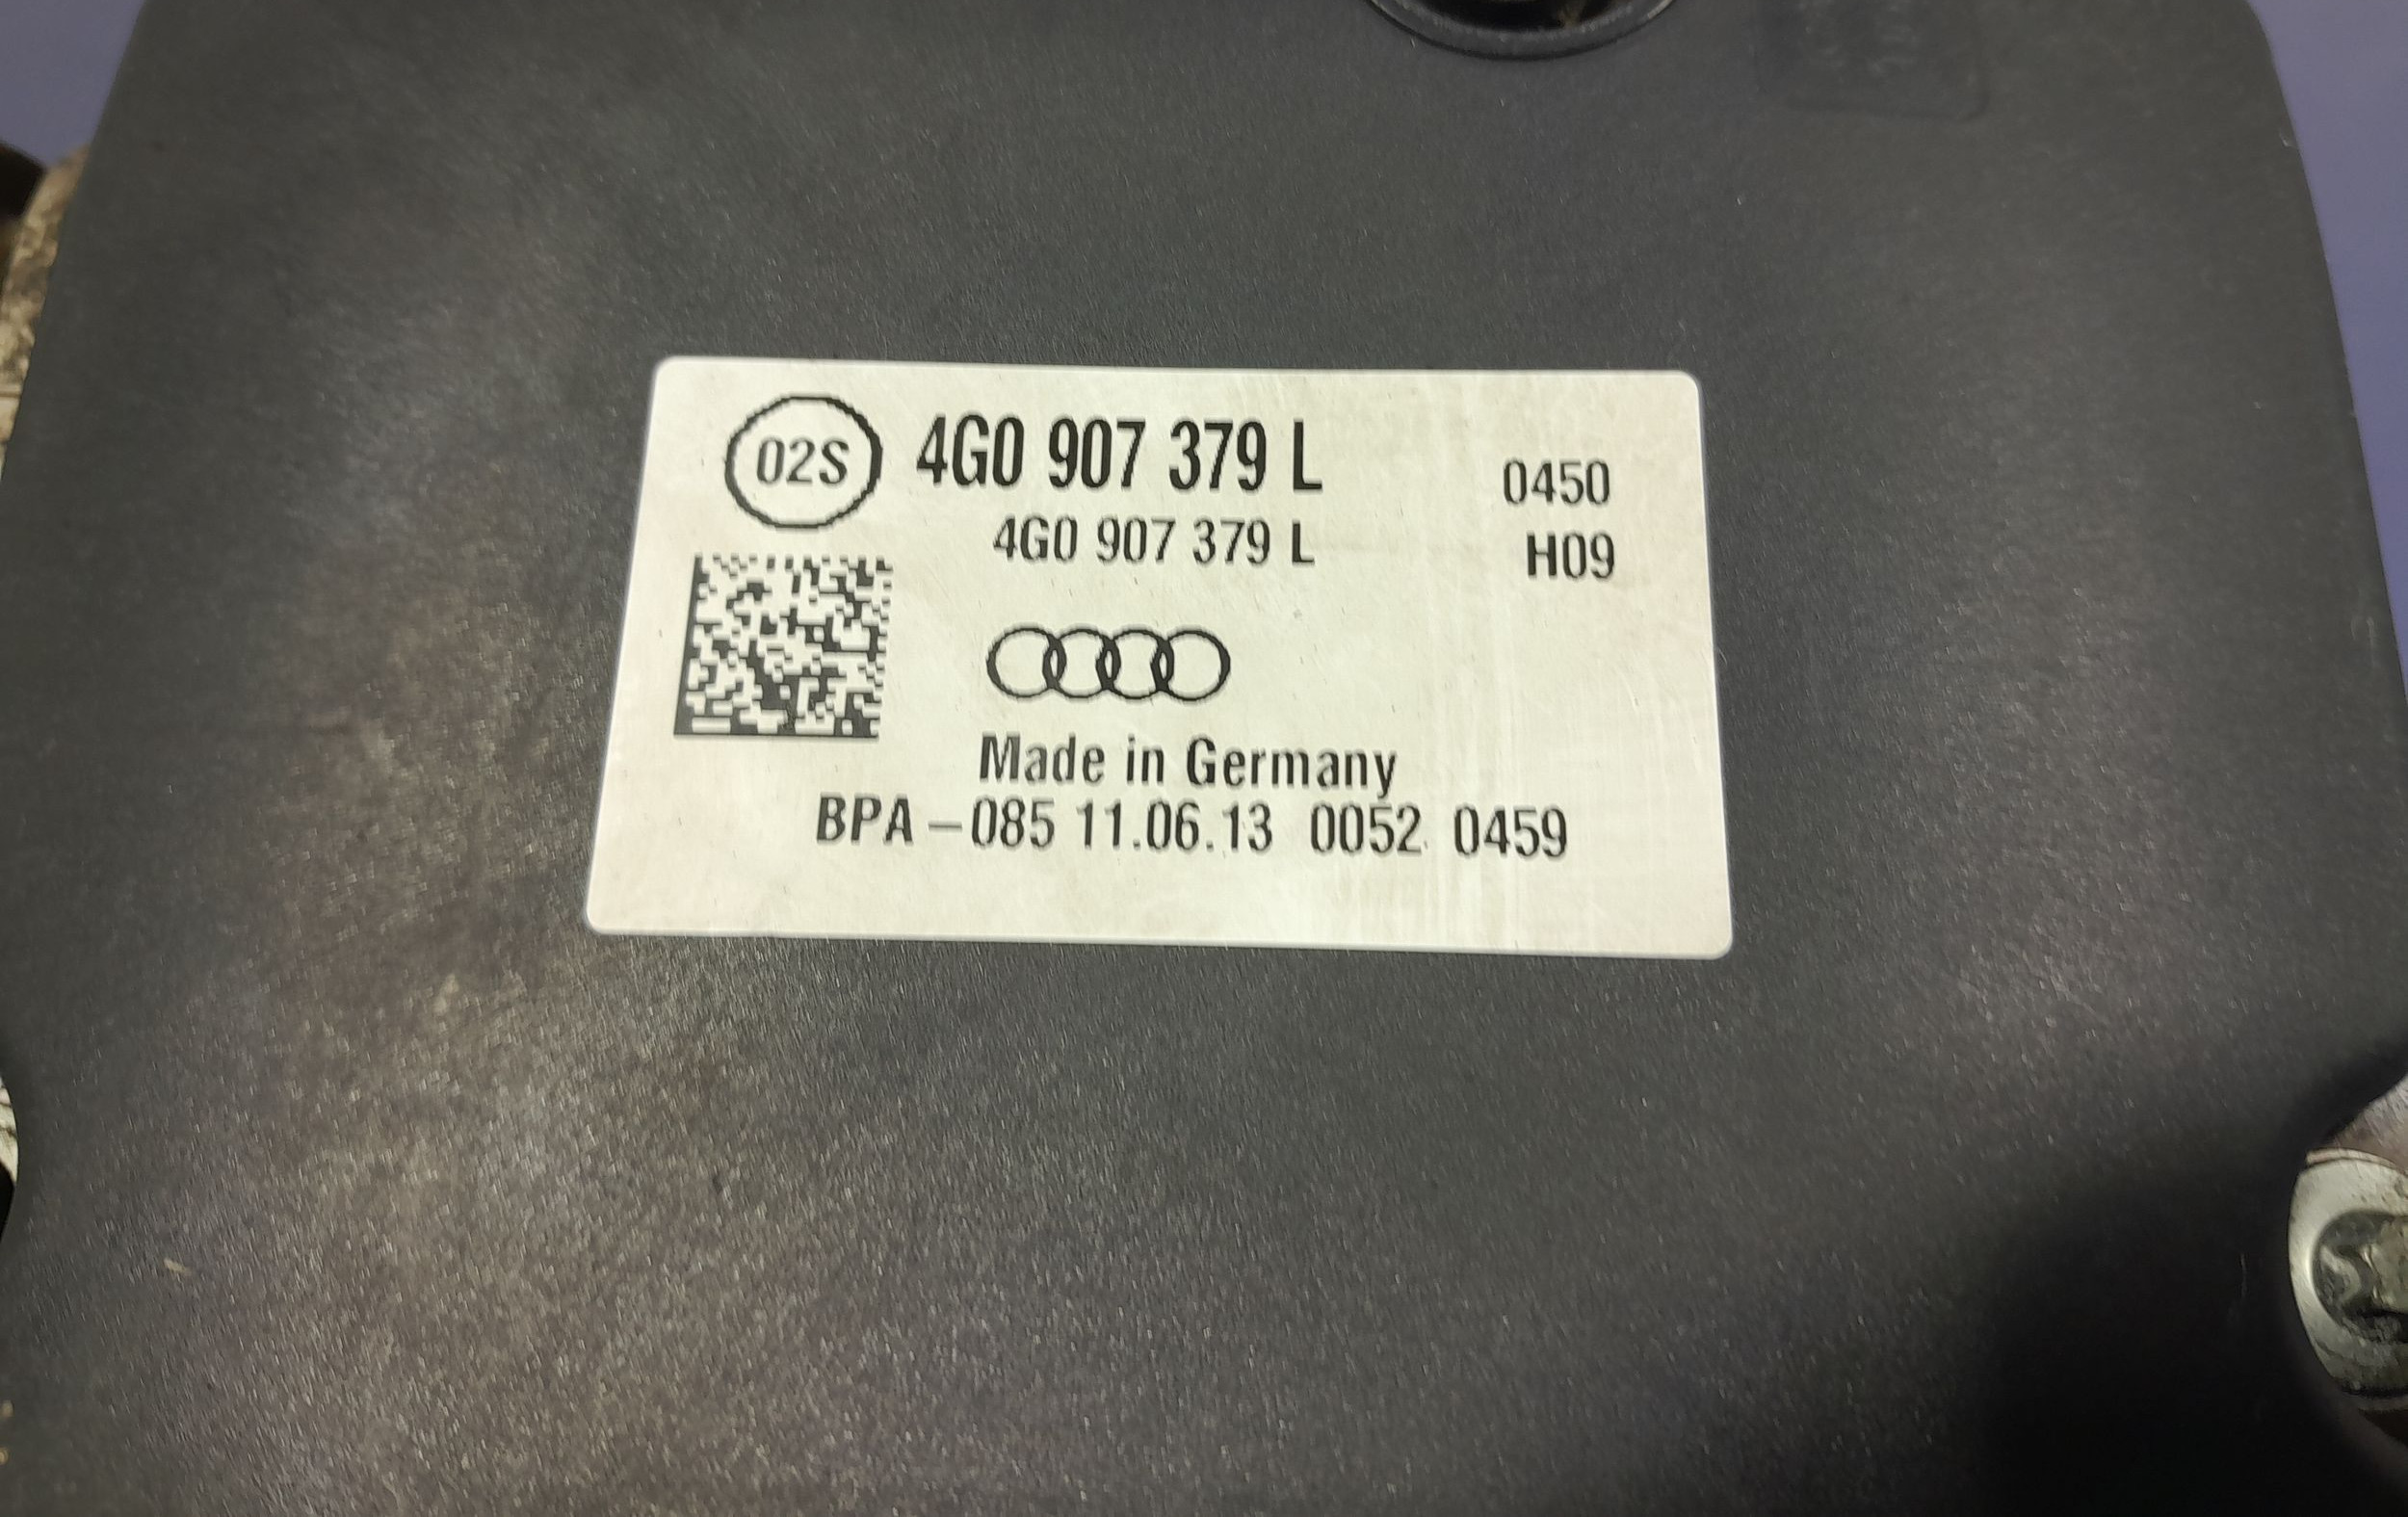 02S 4G0 907 379 L 0450
4G0 907 379 L H09
Made in Germany
BPA-085 11.06.13 0052 0459